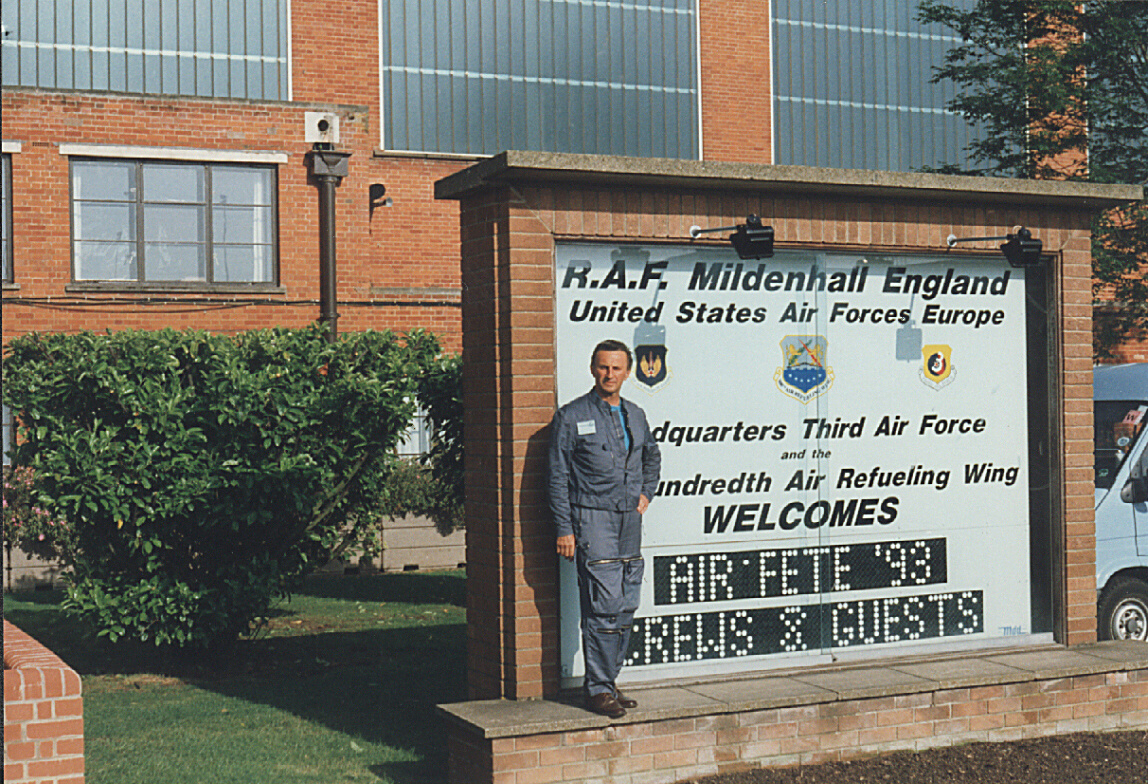 R.A.F. Mildenhall England
United States Air Forces Europe
dquarters Third Air Force
and the
undredth Air Refueling Wing
WELCOMES
AIR FETE '93
CREWS & GUESTS